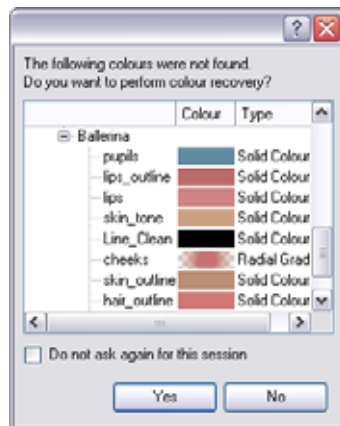 ?
The following colours were not found.
Do you want to perform colour recovery?
Colour Type
Ballerina
pupils Solid Colour
lips_outline Solid Colour
lips Solid Colour
skin_tone Solid Colour
Line_Clean Solid Colour
cheeks Radial Grad
skin_outline Solid Colour
hair_outline Solid Colour
Do not ask again for this session
Yes No